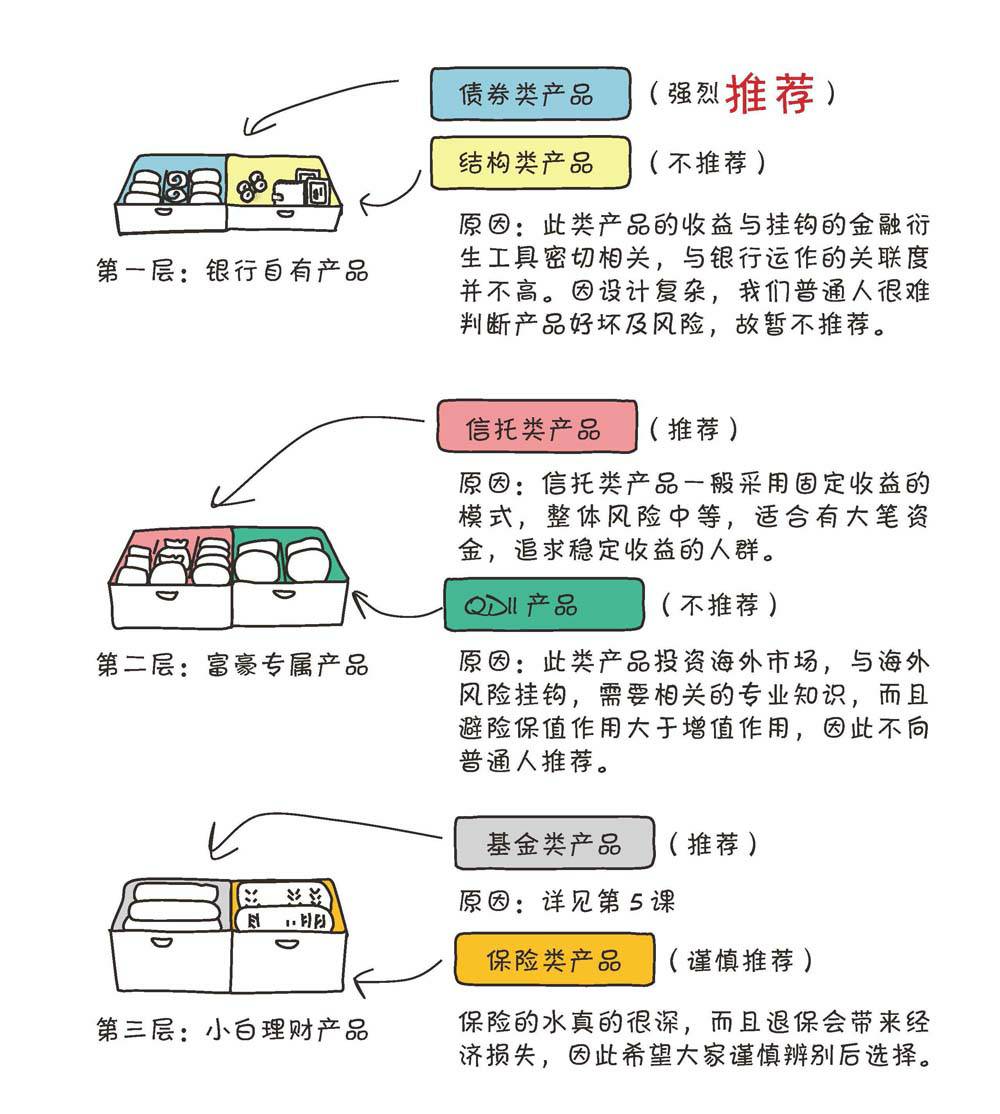 债券类产品（强烈推荐）
结构类产品（不推荐）
原因：此类产品的收益与挂钩的金融衍
生工具密切相关，与银行运作的关联度
并不高。因设计复杂，我们普通人很难
判断产品好坏及风险，故暂不推荐。
第一层：银行自有产品
信托类产品（推荐）
原因：信托类产品一般采用固定收益的
模式，整体风险中等，适合有大笔资
金，追求稳定收益的人群。
QDII 产品（不推荐）
第二层：富豪专属产品
原因：此类产品投资海外市场，与海外
风险挂钩，需要相关的专业知识，而且
避险保值作用大于增值作用，因此不向
普通人推荐。
基金类产品（推荐）
原因：详见第 5 课
保险类产品（谨慎推荐）
第三层：小白理财产品
保险的水真的很深，而且退保会带来经
济损失，因此希望大家谨慎辨别后选择。